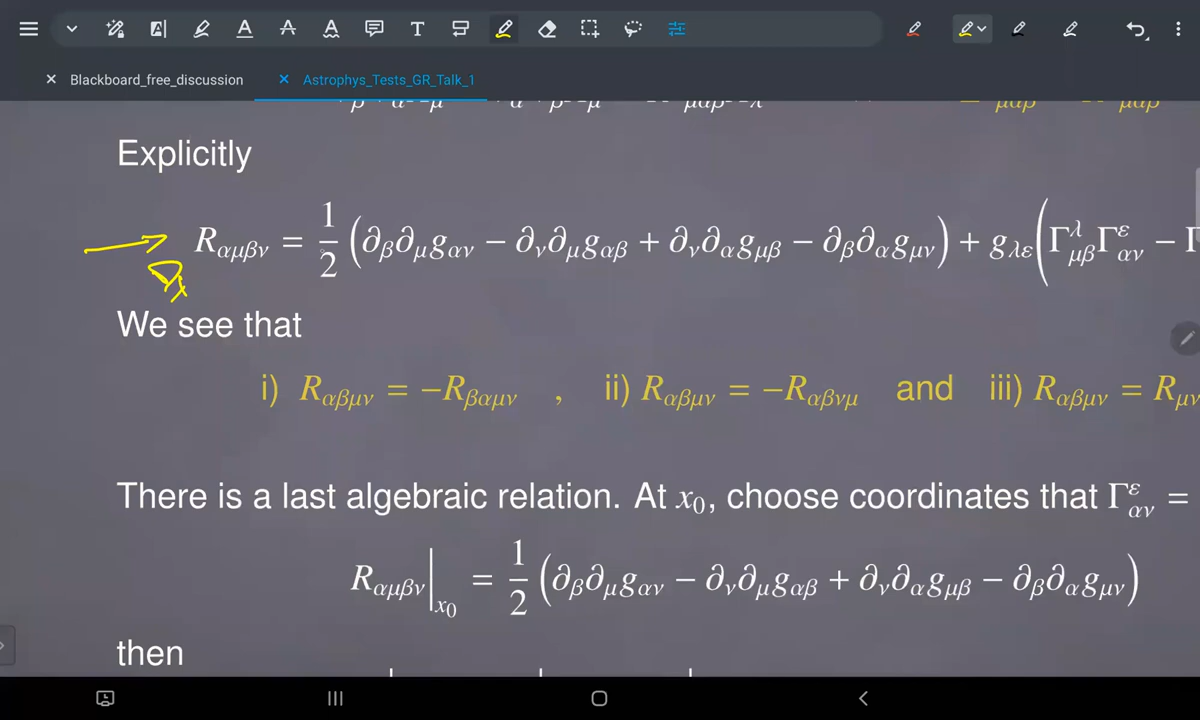 Blackboard_free_discussion Astrophys_Tests_GR_Talk_1
Explicitly
R_{αμβν} = 1/2 (∂_β∂_μ g_{αν} − ∂_ν∂_μ g_{αβ} + ∂_ν∂_α g_{μβ} − ∂_β∂_α g_{μν}) + g_{λε}(Γ^λ_{μβ}Γ^ε_{αν} −
We see that
i) R_{αβμν} = −R_{βαμν} , ii) R_{αβμν} = −R_{αβνμ} and iii) R_{αβμν} = R_{μν
There is a last algebraic relation. At x_0, choose coordinates that Γ^ε_{αν} =
R_{αμβν}|_{x_0} = 1/2 (∂_β∂_μ g_{αν} − ∂_ν∂_μ g_{αβ} + ∂_ν∂_α g_{μβ} − ∂_β∂_α g_{μν})
then